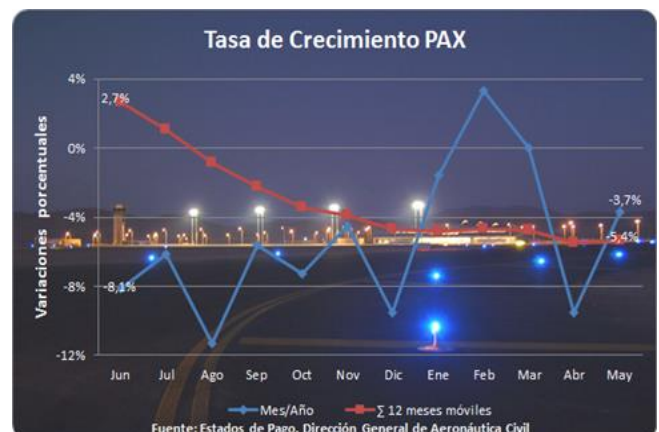 Tasa de Crecimiento PAX
Variaciones porcentuales
4%
0%
-4%
-8%
-12%
2,7%
-8,1%
-3,7%
-5,4%
Jun Jul Ago Sep Oct Nov Dic Ene Feb Mar Abr May
Mes/Año ∑ 12 meses móviles
Fuente: Estados de Pago, Dirección General de Aeronáutica Civil